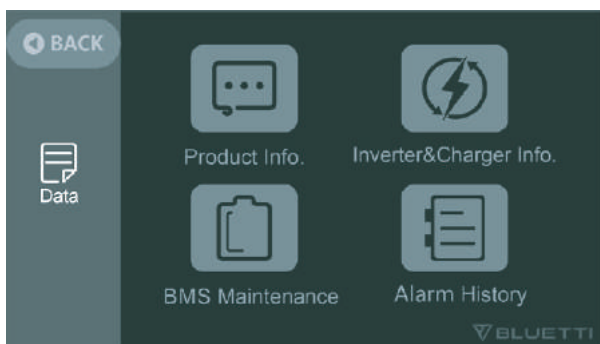 BACK
Data
Product Info.
Inverter&Charger Info.
BMS Maintenance
Alarm History
BLUETTI